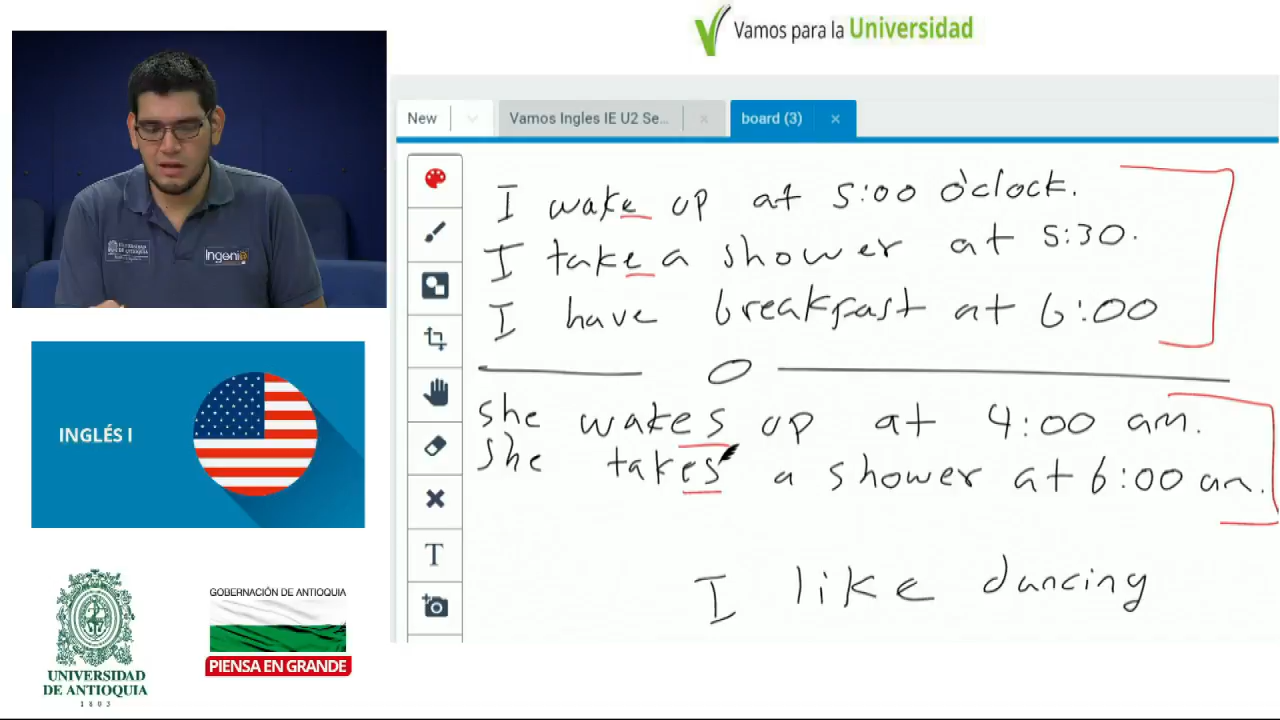 Vamos para la Universidad
New
Vamos Ingles IE U2 Se...
board (3)
I wake up at 5:00 o'clock.
I take a shower at 5:30.
I have breakfast at 6:00
she wakes up at 4:00 am.
she takes a shower at 6:00 am.
I like dancing
T
Ingeni@
INGLÉS I
UNIVERSIDAD
DE ANTIOQUIA
1803
GOBERNACIÓN DE ANTIOQUIA
PIENSA EN GRANDE